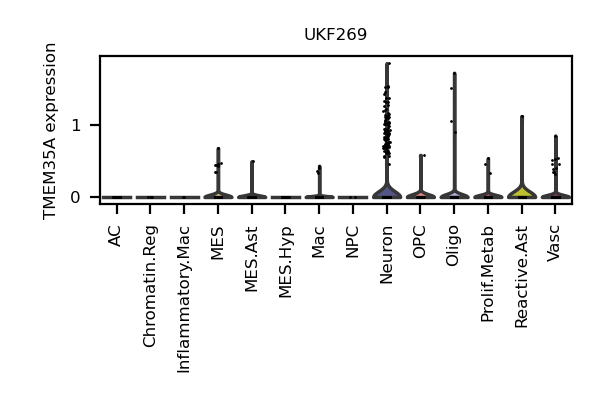 UKF269
TMEM35A expression
1
0
AC
Chromatin.Reg
Inflammatory.Mac
MES
MES.Ast
MES.Hyp
Mac
NPC
Neuron
OPC
Oligo
Prolif.Metab
Reactive.Ast
Vasc